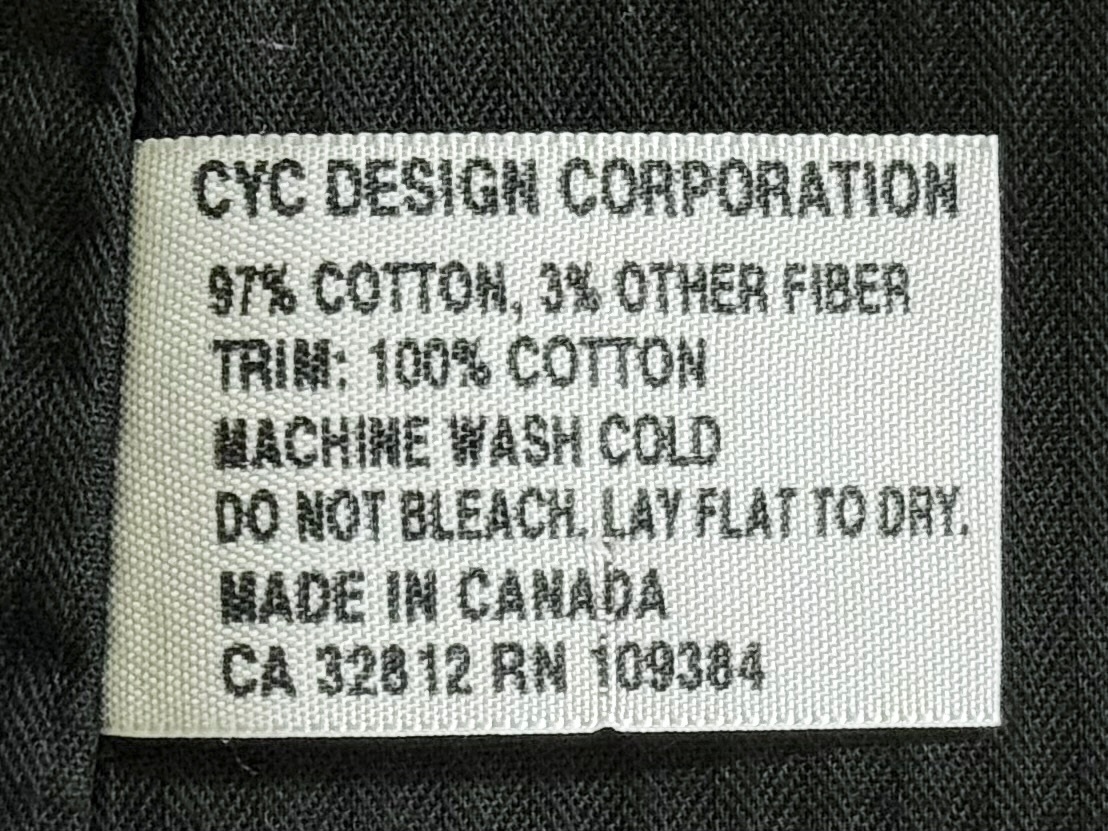 CYC DESIGN CORPORATION
97% COTTON, 3% OTHER FIBER
TRIM: 100% COTTON
MACHINE WASH COLD
DO NOT BLEACH. LAY FLAT TO DRY.
MADE IN CANADA
CA 32812 RN 109384